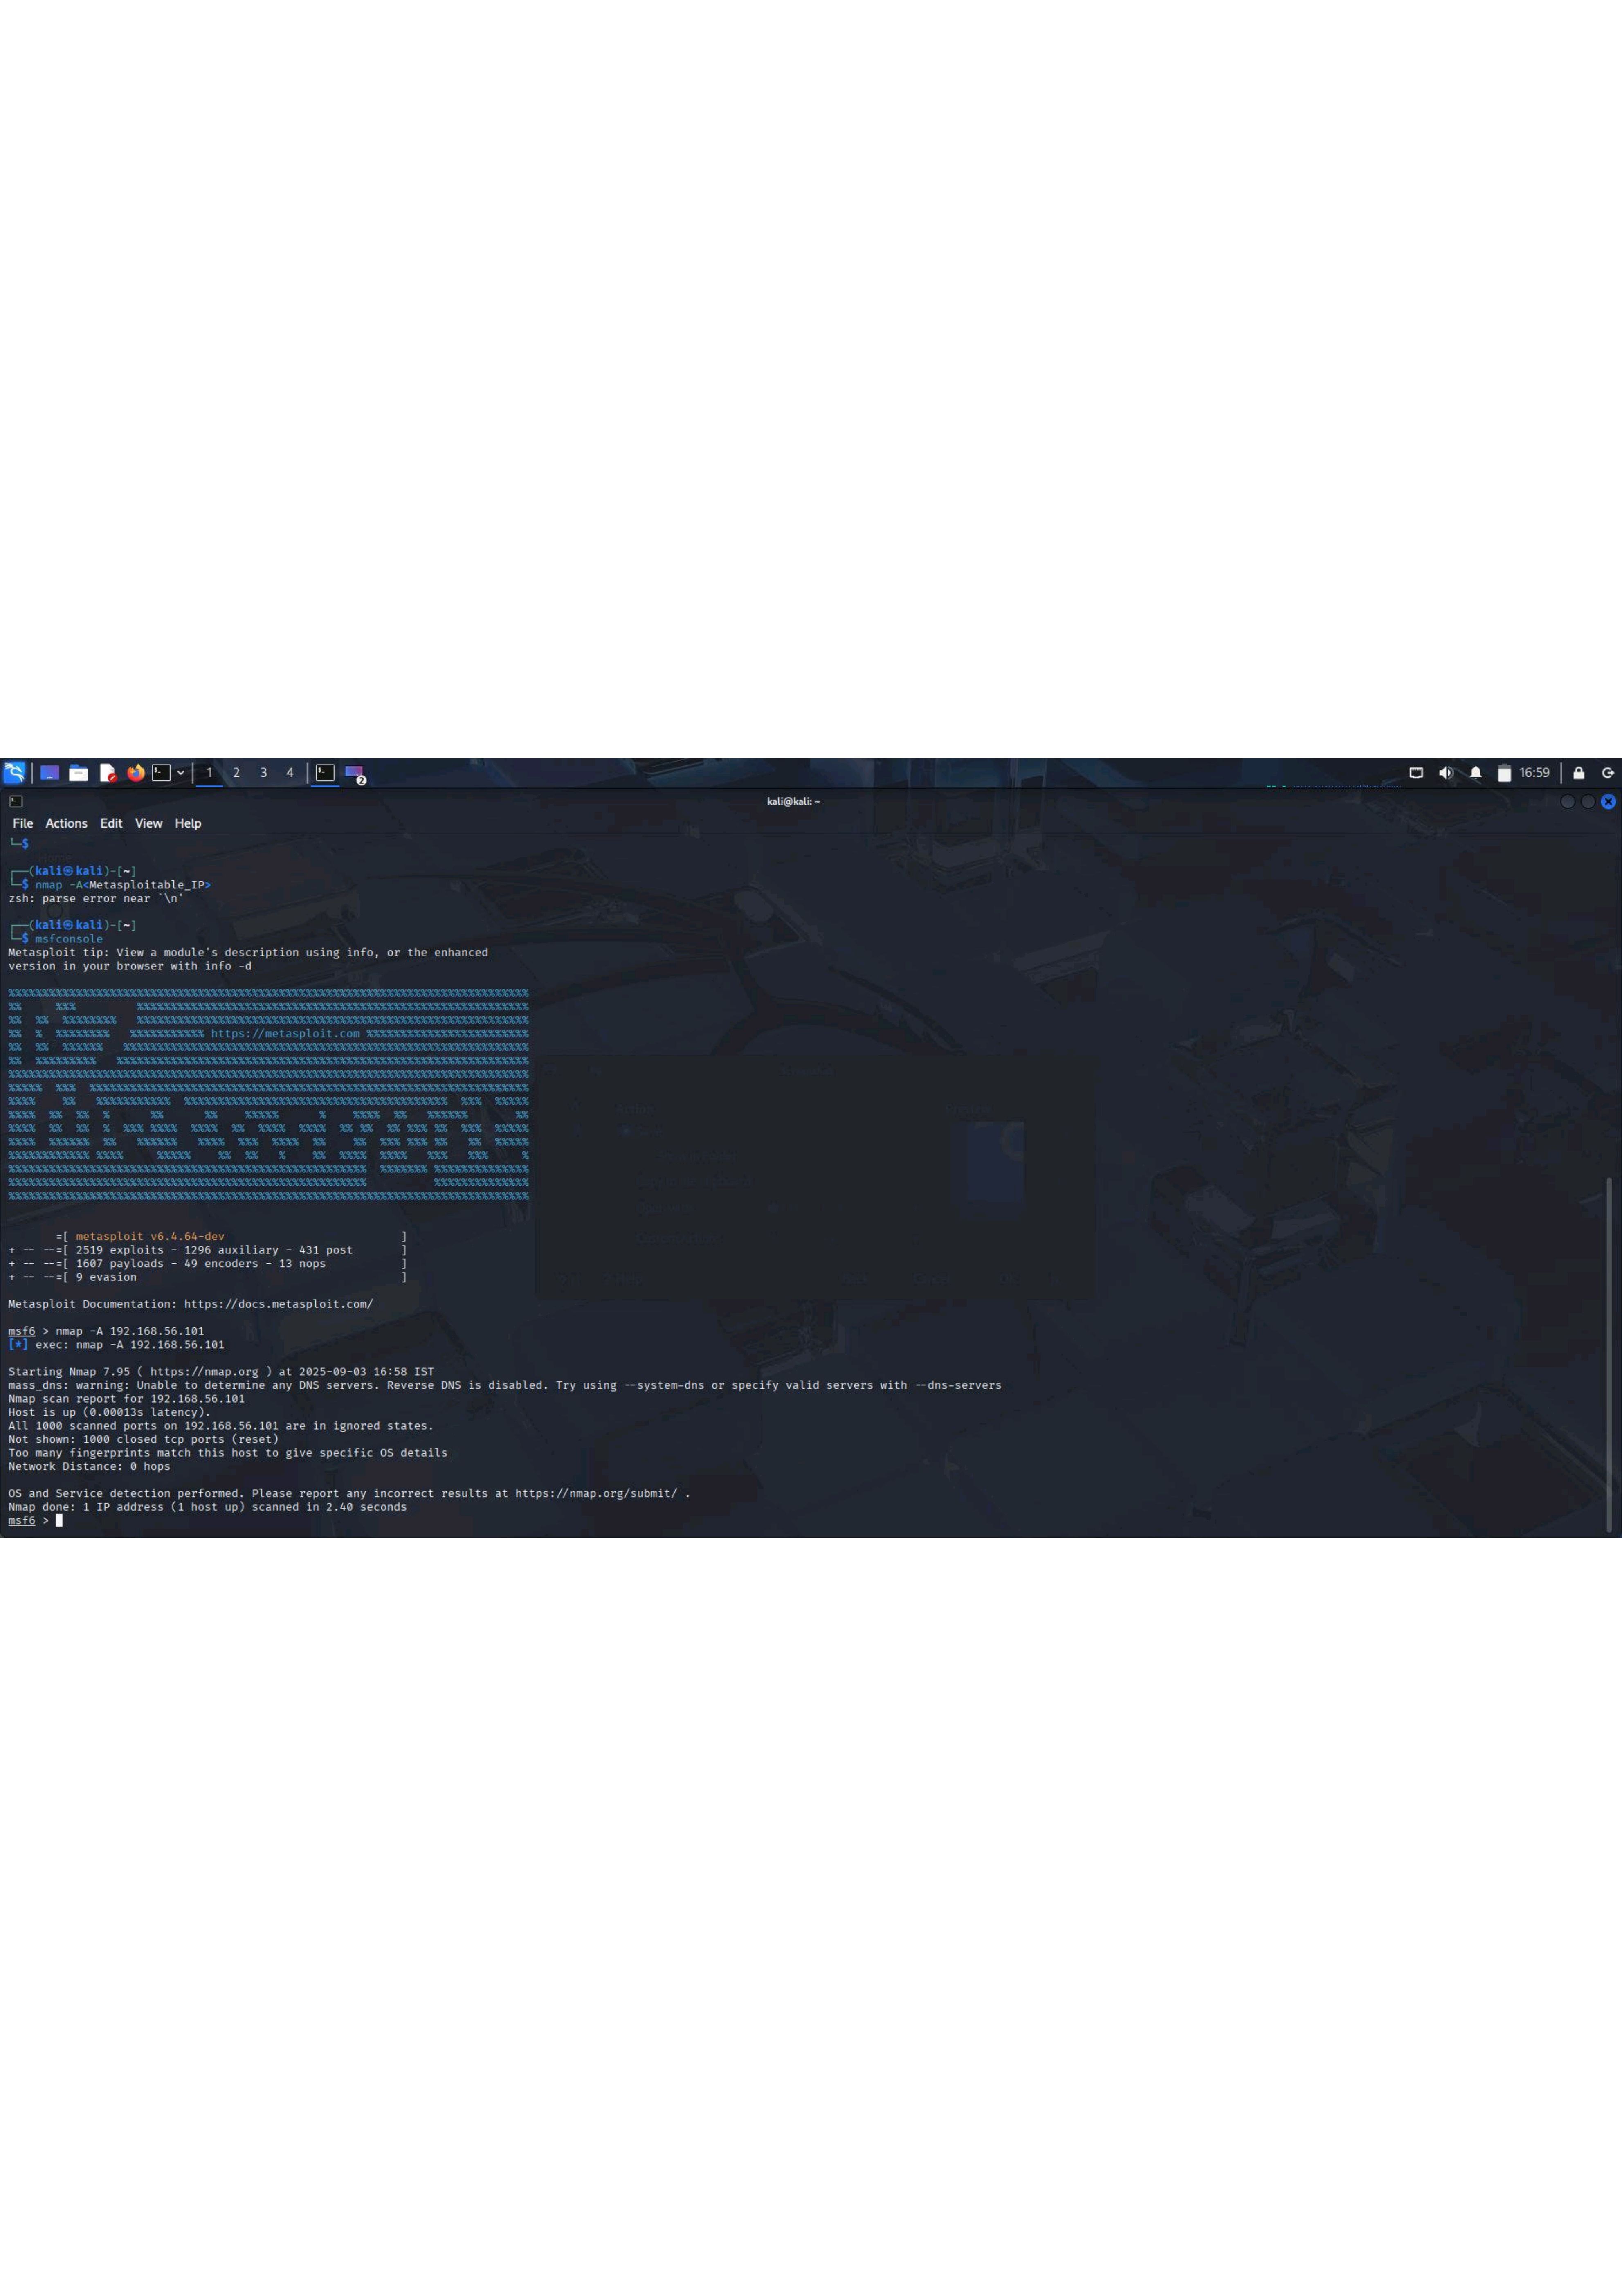 1 2 3 4 2 16:59
kali@kali: ~
File Actions Edit View Help
└─$
┌──(kali㉿kali)-[~]
└─$ nmap -A<Metasploitable_IP>
zsh: parse error near `\n'
┌──(kali㉿kali)-[~]
└─$ msfconsole
Metasploit tip: View a module's description using info, or the enhanced
version in your browser with info -d
https://metasploit.com
=[ metasploit v6.4.64-dev ]
+ -- --=[ 2519 exploits - 1296 auxiliary - 431 post ]
+ -- --=[ 1607 payloads - 49 encoders - 13 nops ]
+ -- --=[ 9 evasion ]
Metasploit Documentation: https://docs.metasploit.com/
msf6 > nmap -A 192.168.56.101
[*] exec: nmap -A 192.168.56.101
Starting Nmap 7.95 ( https://nmap.org ) at 2025-09-03 16:58 IST
mass_dns: warning: Unable to determine any DNS servers. Reverse DNS is disabled. Try using --system-dns or specify valid servers with --dns-servers
Nmap scan report for 192.168.56.101
Host is up (0.00013s latency).
All 1000 scanned ports on 192.168.56.101 are in ignored states.
Not shown: 1000 closed tcp ports (reset)
Too many fingerprints match this host to give specific OS details
Network Distance: 0 hops
OS and Service detection performed. Please report any incorrect results at https://nmap.org/submit/ .
Nmap done: 1 IP address (1 host up) scanned in 2.40 seconds
msf6 >